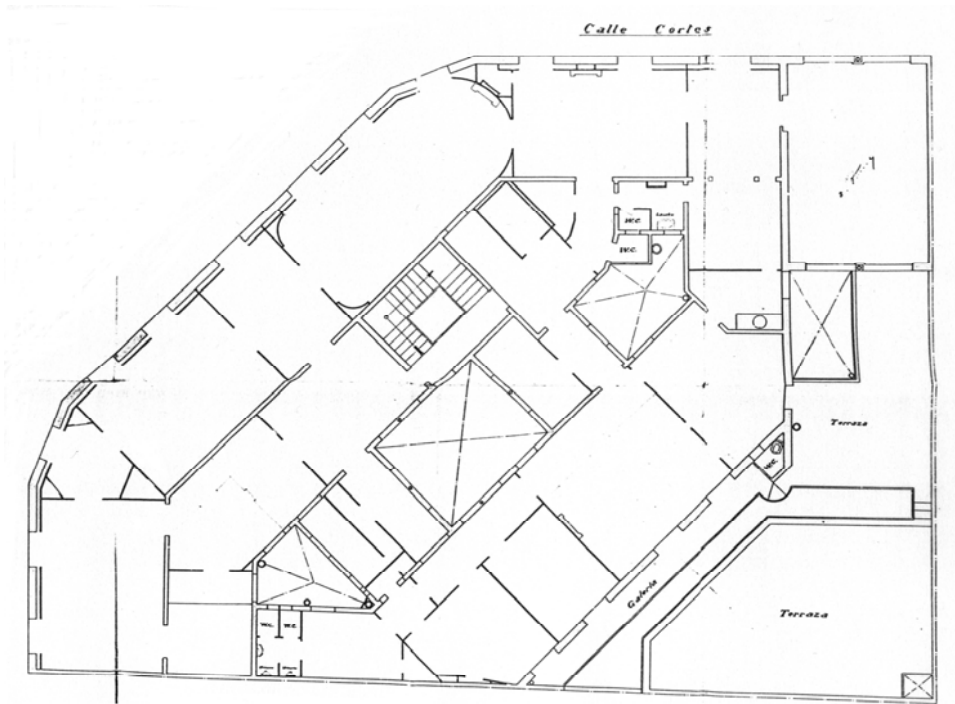 Calle Cortes
W.C.
W.C.
Terraza
W.C.
Galeria
Terraza
W.C. W.C.